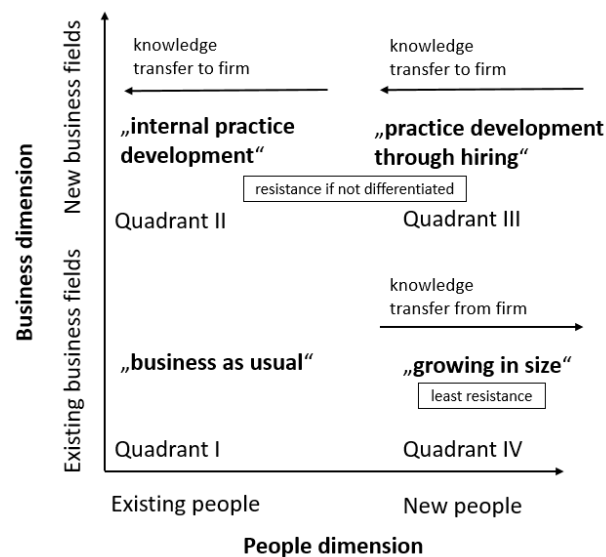 knowledge
transfer to firm
knowledge
transfer to firm
„internal practice
development“
„practice development
through hiring“
resistance if not differentiated
Quadrant II
Quadrant III
knowledge
transfer from firm
„business as usual“
„growing in size“
least resistance
Quadrant I
Quadrant IV
Business dimension
New business fields
Existing business fields
Existing people
New people
People dimension